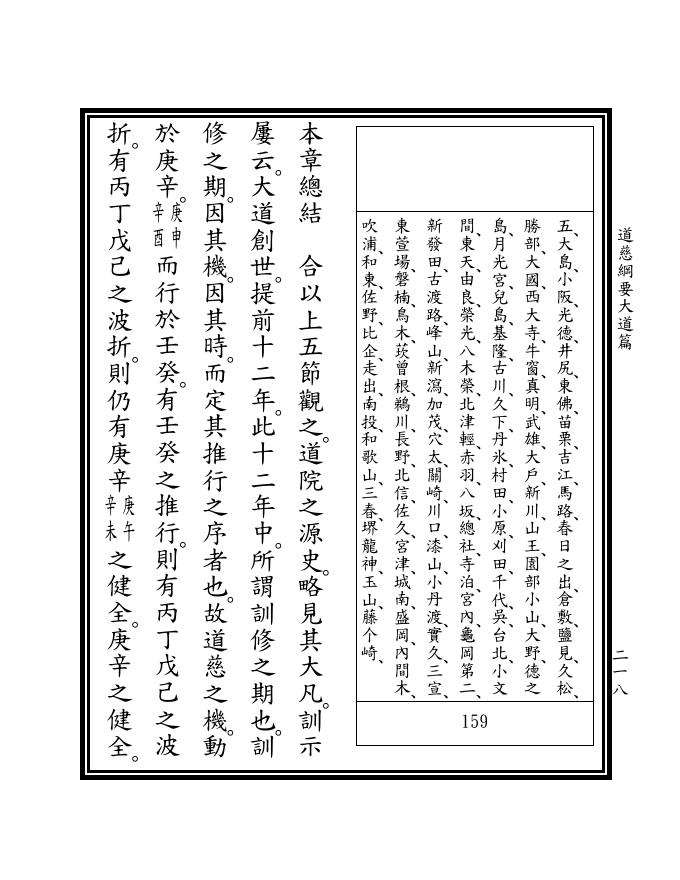 道慈綱要大道篇
二一八
五大島、小阪、光德、井尻、東佛、苗栗、吉江、馬路、春日之出、倉敷、鹽見、久松、
勝部、大國、西大寺、牛窗、真明、武雄、大戶、新川、山王、園部、小山、大野、德之
島、月光、宮兒島、基隆、古川、久下、丹氷、村田、小原、刈田、千代、吳台、北小文
間、東天、由良、榮光、八木、榮北、津輕、赤羽、八坂、總社、寺泊、宮內、龜岡第二、
新發田、古渡路、峰山、新瀉、加茂、穴太、關崎、川口、漆山、小丹渡、實久、三宣、
東萱場、磐楠、鳥木、莰曾根、鵜川、長野、北信、佐久、宮津、城南、盛岡、內間木、
吹浦、和東、佐野、比企、走出、南投、和歌山、三春、堺、龍神、玉山、藤个崎、
159
本章總結　合以上五節觀之。道院之源史。略見其大凡。訓示
屢云。大道創世。提前十二年。此十二年中。所謂訓修之期也。訓
修之期。因其機。因其時。而定其推行之序者也。故道慈之機。動
於庚辛。庚申辛酉而行於壬癸。有壬癸之推行。則有丙丁戊己之波
折。有丙丁戊己之波折。則仍有庚辛庚午辛未之健全。庚辛之健全。